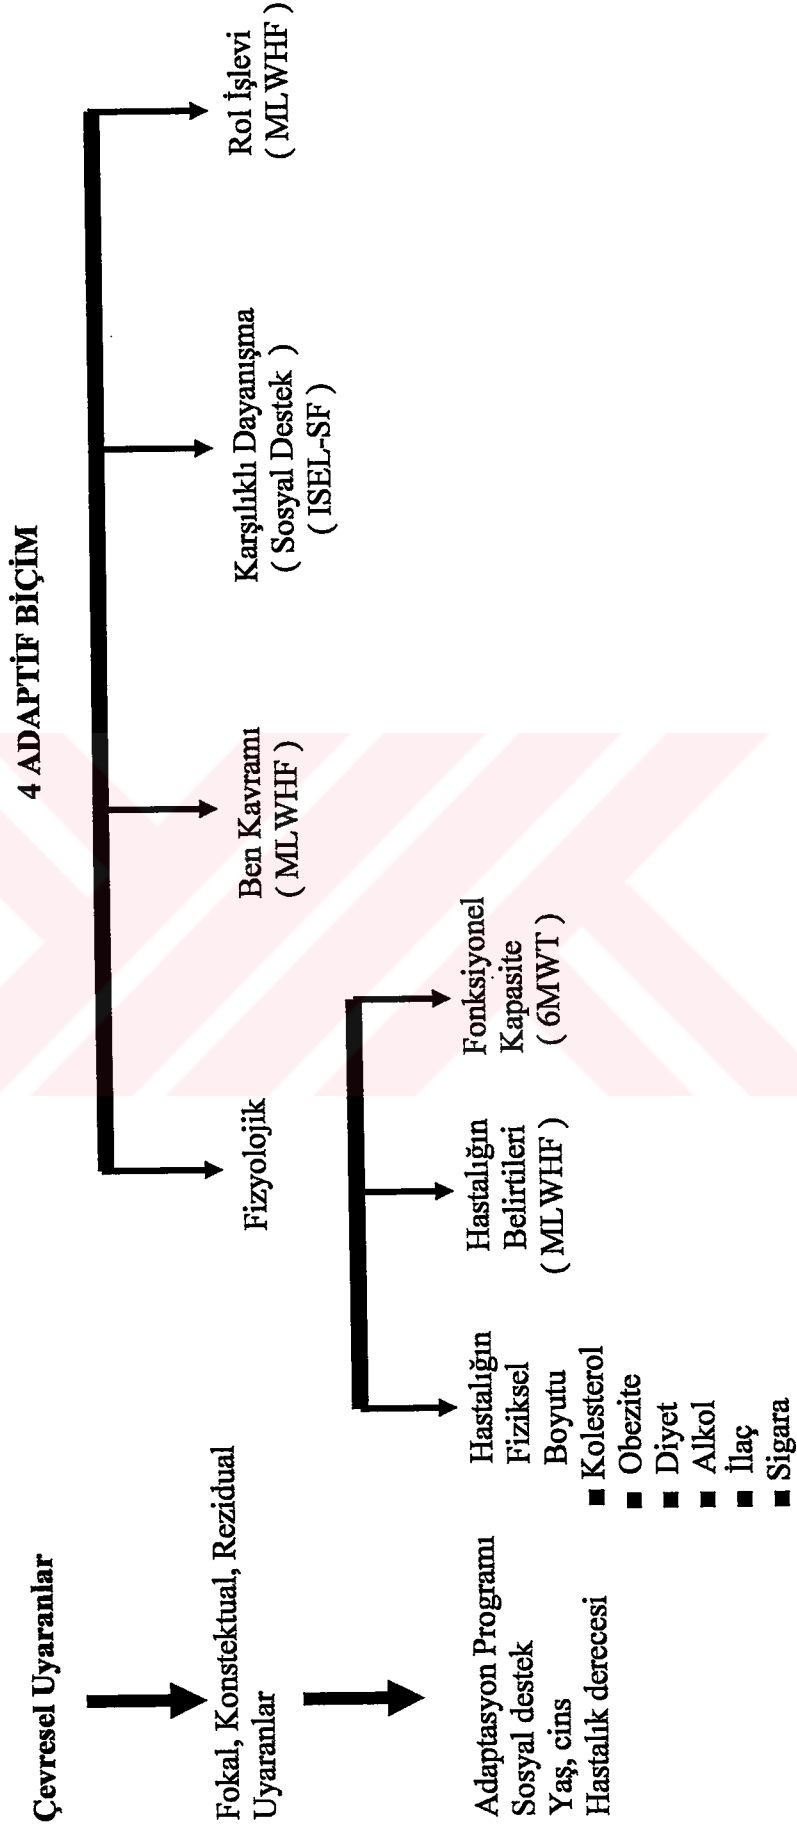 4 ADAPTİF BİÇİM
Çevresel Uyaranlar
Fokal, Konstektual, Rezidual
Uyaranlar
Adaptasyon Programı
Sosyal destek
Yaş, cins
Hastalık derecesi
Fizyolojik
Hastalığın
Fiziksel
Boyutu
■ Kolesterol
■ Obezite
■ Diyet
■ Alkol
■ İlaç
■ Sigara
Hastalığın
Belirtileri
( MLWHF )
Fonksiyonel
Kapasite
( 6MWT )
Ben Kavramı
( MLWHF )
Karşılıklı Dayanışma
( Sosyal Destek )
( ISEL-SF )
Rol İşlevi
( MLWHF )